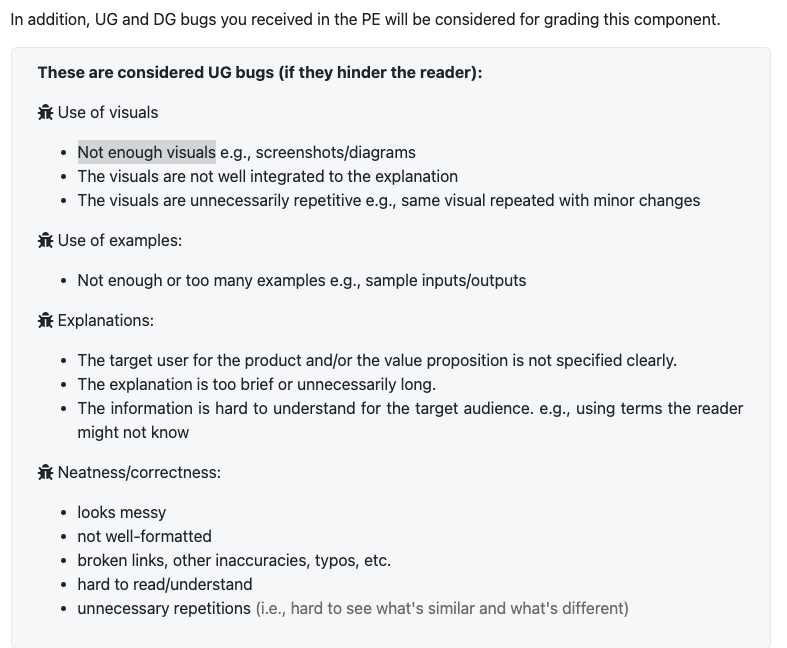 In addition, UG and DG bugs you received in the PE will be considered for grading this component.
These are considered UG bugs (if they hinder the reader):
Use of visuals
• Not enough visuals e.g., screenshots/diagrams
• The visuals are not well integrated to the explanation
• The visuals are unnecessarily repetitive e.g., same visual repeated with minor changes
Use of examples:
• Not enough or too many examples e.g., sample inputs/outputs
Explanations:
• The target user for the product and/or the value proposition is not specified clearly.
• The explanation is too brief or unnecessarily long.
• The information is hard to understand for the target audience. e.g., using terms the reader
might not know
Neatness/correctness:
• looks messy
• not well-formatted
• broken links, other inaccuracies, typos, etc.
• hard to read/understand
• unnecessary repetitions (i.e., hard to see what's similar and what's different)